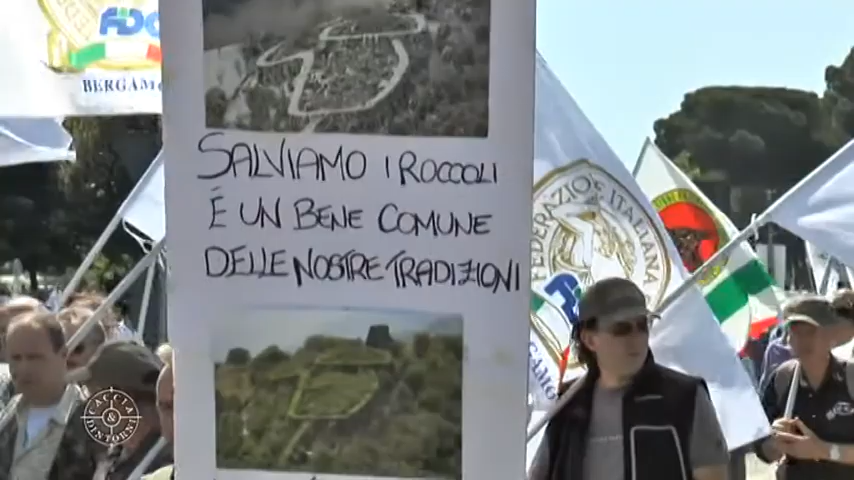 FIDC
BERGAMO
SALVIAMO I ROCCOLI
É UN BENE COMUNE
DELLE NOSTRE TRADIZIONI
FEDERAZIONE ITALIANA
CACCIA
&
DINTORNI